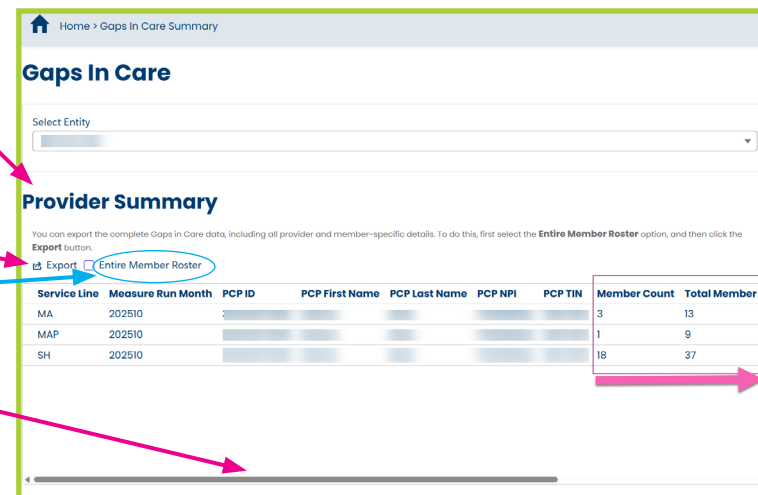 Home > Gaps In Care Summary
Gaps In Care
Select Entity
Provider Summary
You can export the complete Gaps in Care data, including all provider and member-specific details. To do this, first select the Entire Member Roster option, and then click the
Export button.
Export Entire Member Roster
Service Line Measure Run Month PCP ID PCP First Name PCP Last Name PCP NPI PCP TIN Member Count Total Member
MA 202510 3 13
MAP 202510 1 9
SH 202510 18 37